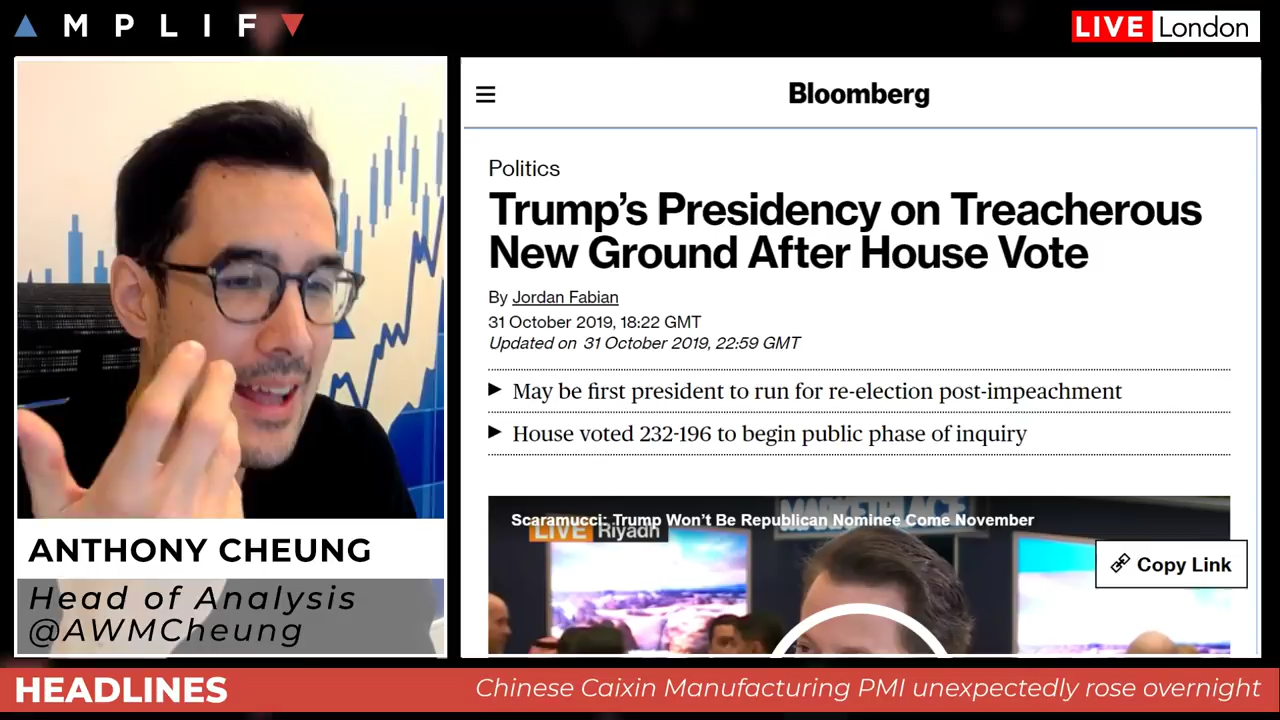 AMPLIFY
LIVE London
ANTHONY CHEUNG
Head of Analysis
@AWMCheung
Bloomberg
Politics
Trump's Presidency on Treacherous
New Ground After House Vote
By Jordan Fabian
31 October 2019, 18:22 GMT
Updated on 31 October 2019, 22:59 GMT
May be first president to run for re-election post-impeachment
House voted 232-196 to begin public phase of inquiry
MARKETPLACE
Scaramucci: Trump Won't Be Republican Nominee Come November
LIVE Riyadh
Copy Link
HEADLINES
Chinese Caixin Manufacturing PMI unexpectedly rose overnight